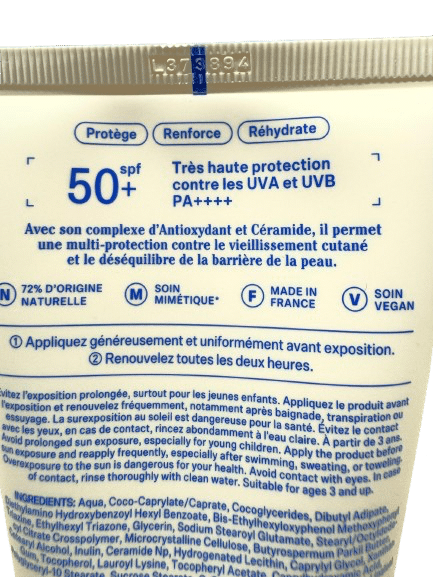 L373894
Protège Renforce Réhydrate
50+ spf
Très haute protection
contre les UVA et UVB
PA++++
Avec son complexe d'Antioxydant et Céramide, il permet
une multi-protection contre le vieillissement cutané
et le déséquilibre de la barrière de la peau.
N 72% D'ORIGINE
NATURELLE
M SOIN
MIMÉTIQUE*
F MADE IN
FRANCE
V SOIN
VEGAN
① Appliquez généreusement et uniformément avant exposition.
② Renouvelez toutes les deux heures.
Évitez l'exposition prolongée, surtout pour les jeunes enfants. Appliquez le produit avant
l'exposition et renouvelez fréquemment, notamment après baignade, transpiration ou
essuyage. La surexposition au soleil est dangereuse pour la santé. Évitez le contact
avec les yeux, en cas de contact, rincez abondamment à l'eau claire. À partir de 3 ans.
Avoid prolonged sun exposure, especially for young children. Apply the product before
sun exposure and reapply frequently, especially after swimming, sweating, or toweling.
Overexposure to the sun is dangerous for your health. Avoid contact with eyes. In case
of contact, rinse thoroughly with clean water. Suitable for ages 3 and up.
INGREDIENTS: Aqua, Coco-Caprylate/Caprate, Cocoglycerides, Dibutyl Adipate,
Diethylamino Hydroxybenzoyl Hexyl Benzoate, Bis-Ethylhexyloxyphenol Methoxyphenyl
Triazine, Ethylhexyl Triazone, Glycerin, Sodium Stearoyl Glutamate, Stearyl/Octyldodecyl
Citrate Crosspolymer, Microcrystalline Cellulose, Butyrospermum Parkii Butter,
Alcohol, Inulin, Ceramide Np, Hydrogenated Lecithin, Caprylyl Glycol, Xanthan
Gum, Tocopherol, Lauroyl Lysine, Tocopheryl Acetate,